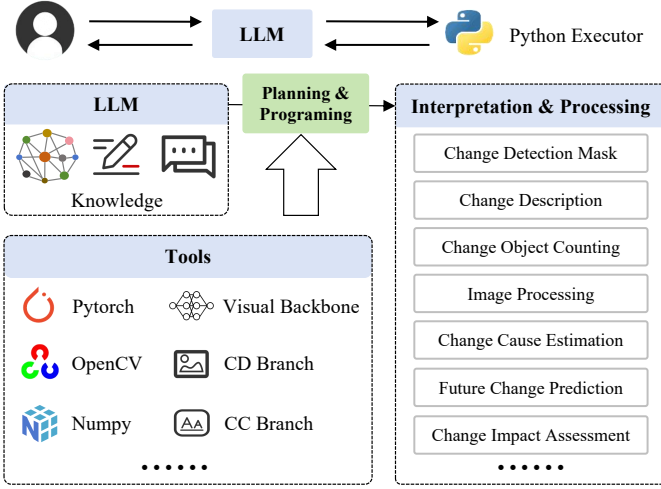 LLM
Python Executor
LLM
Knowledge
Planning &
Programing
Interpretation & Processing
Change Detection Mask
Change Description
Change Object Counting
Image Processing
Change Cause Estimation
Future Change Prediction
Change Impact Assessment
......
Tools
Pytorch
Visual Backbone
OpenCV
CD Branch
Numpy
AA
CC Branch
......